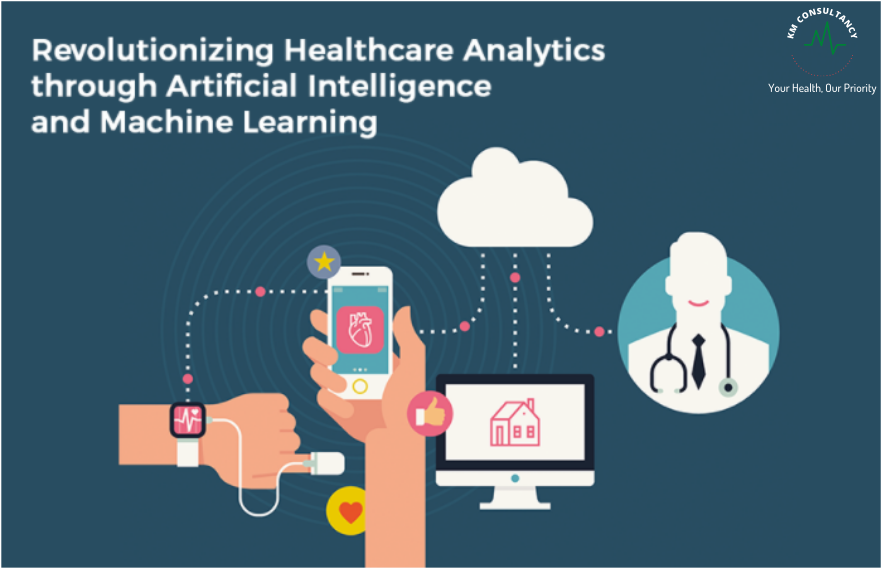 Revolutionizing Healthcare Analytics
through Artificial Intelligence
and Machine Learning
KM CONSULTANCY
Your Health, Our Priority